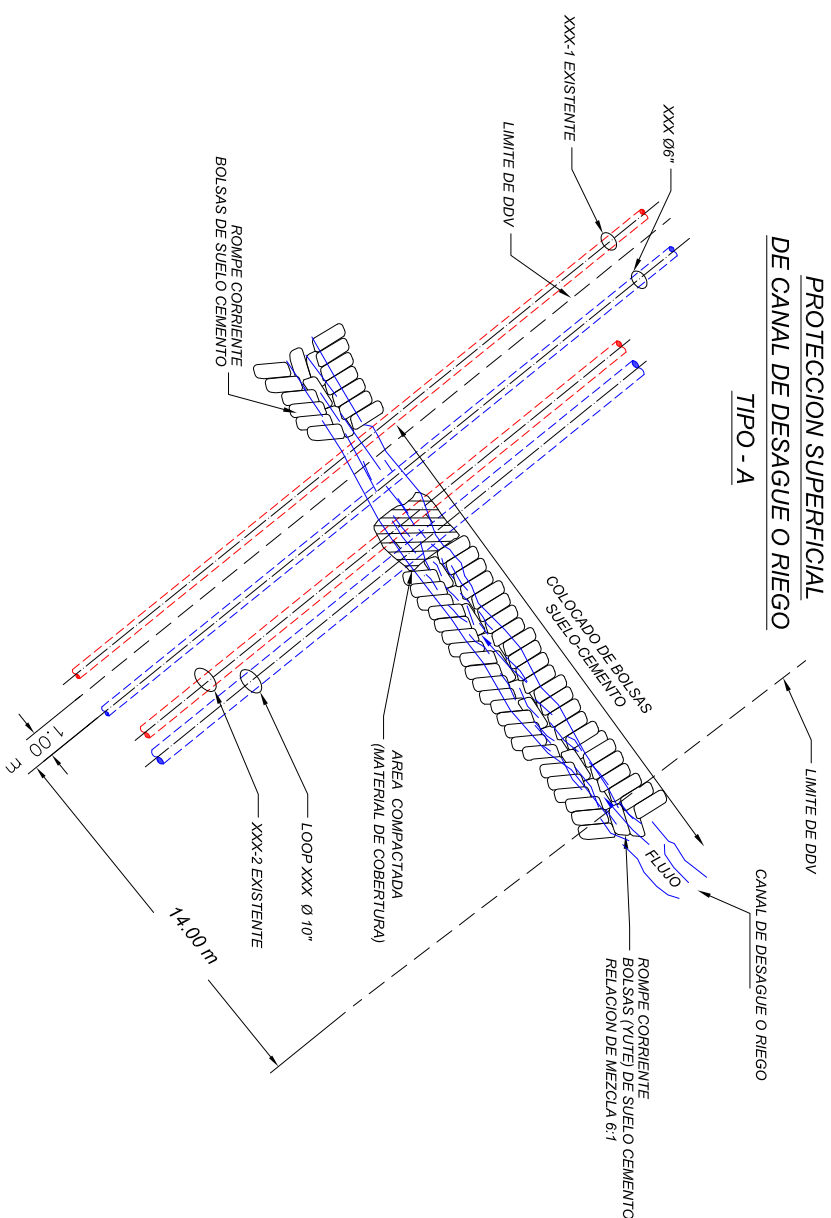 PROTECCION SUPERFICIAL
DE CANAL DE DESAGUE O RIEGO
TIPO - A
XXX-1 EXISTENTE
XXX Ø6"
LIMITE DE DDV
ROMPE CORRIENTE
BOLSAS DE SUELO CEMENTO
COLOCADO DE BOLSAS
SUELO-CEMENTO
LIMITE DE DDV
CANAL DE DESAGUE O RIEGO
FLUJO
ROMPE CORRIENTE
BOLSAS (YUTE) DE SUELO CEMENTO
RELACION DE MEZCLA 6:1
AREA COMPACTADA
(MATERIAL DE COBERTURA)
LOOP XXX Ø 10"
XXX-2 EXISTENTE
1.00 m
14.00 m